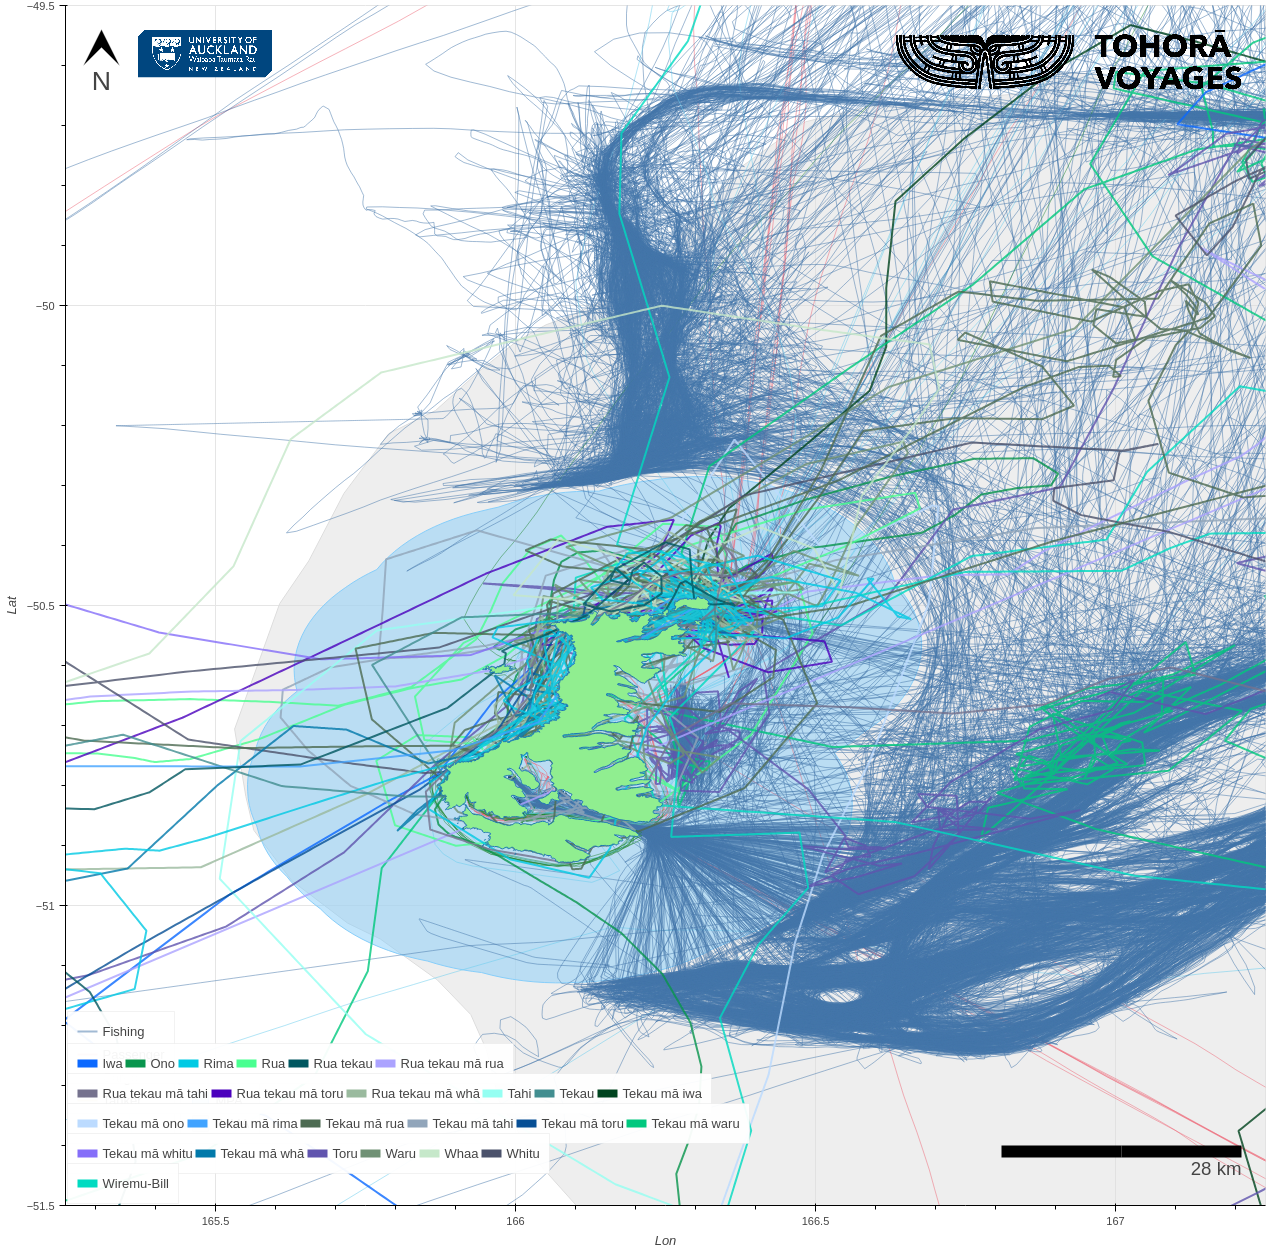 −49.5
UNIVERSITY OF
AUCKLAND
Waipapa Taumata Rau
NEW ZEALAND
N
TOHORĀ
VOYAGES
−50
−50.5
Lat
−51
Fishing
Iwa Ono Rima Rua Rua tekau Rua tekau mā rua
Rua tekau mā tahi Rua tekau mā toru Rua tekau mā whā Tahi Tekau Tekau mā iwa
Tekau mā ono Tekau mā rima Tekau mā rua Tekau mā tahi Tekau mā toru Tekau mā waru
Tekau mā whitu Tekau mā whā Toru Waru Whaa Whitu
Wiremu-Bill
28 km
−51.5
165.5 166 166.5 167
Lon